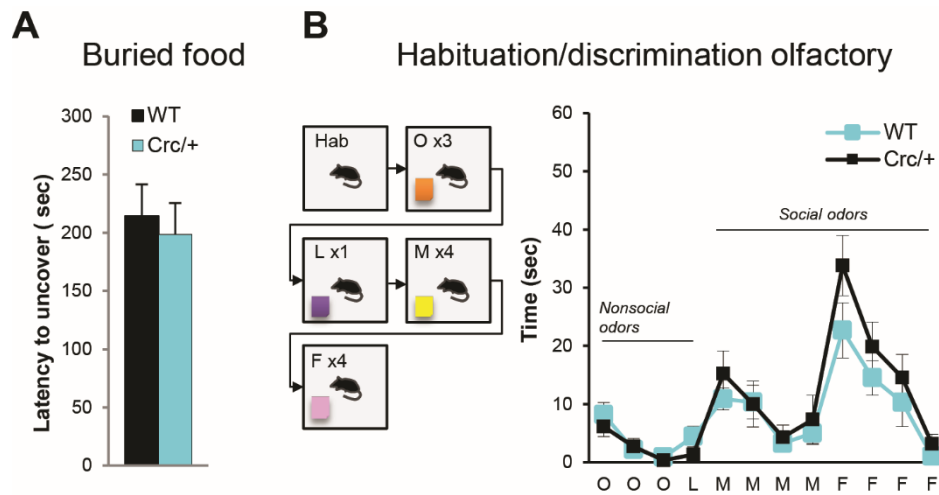 A
Buried food
300
250
200
150
100
50
0
Latency to uncover ( sec)
WT
Crc/+
B
Habituation/discrimination olfactory
Hab
O x3
L x1
M x4
F x4
60
50
40
30
20
10
0
Time (sec)
WT
Crc/+
Social odors
Nonsocial
odors
O O O L M M M M F F F F